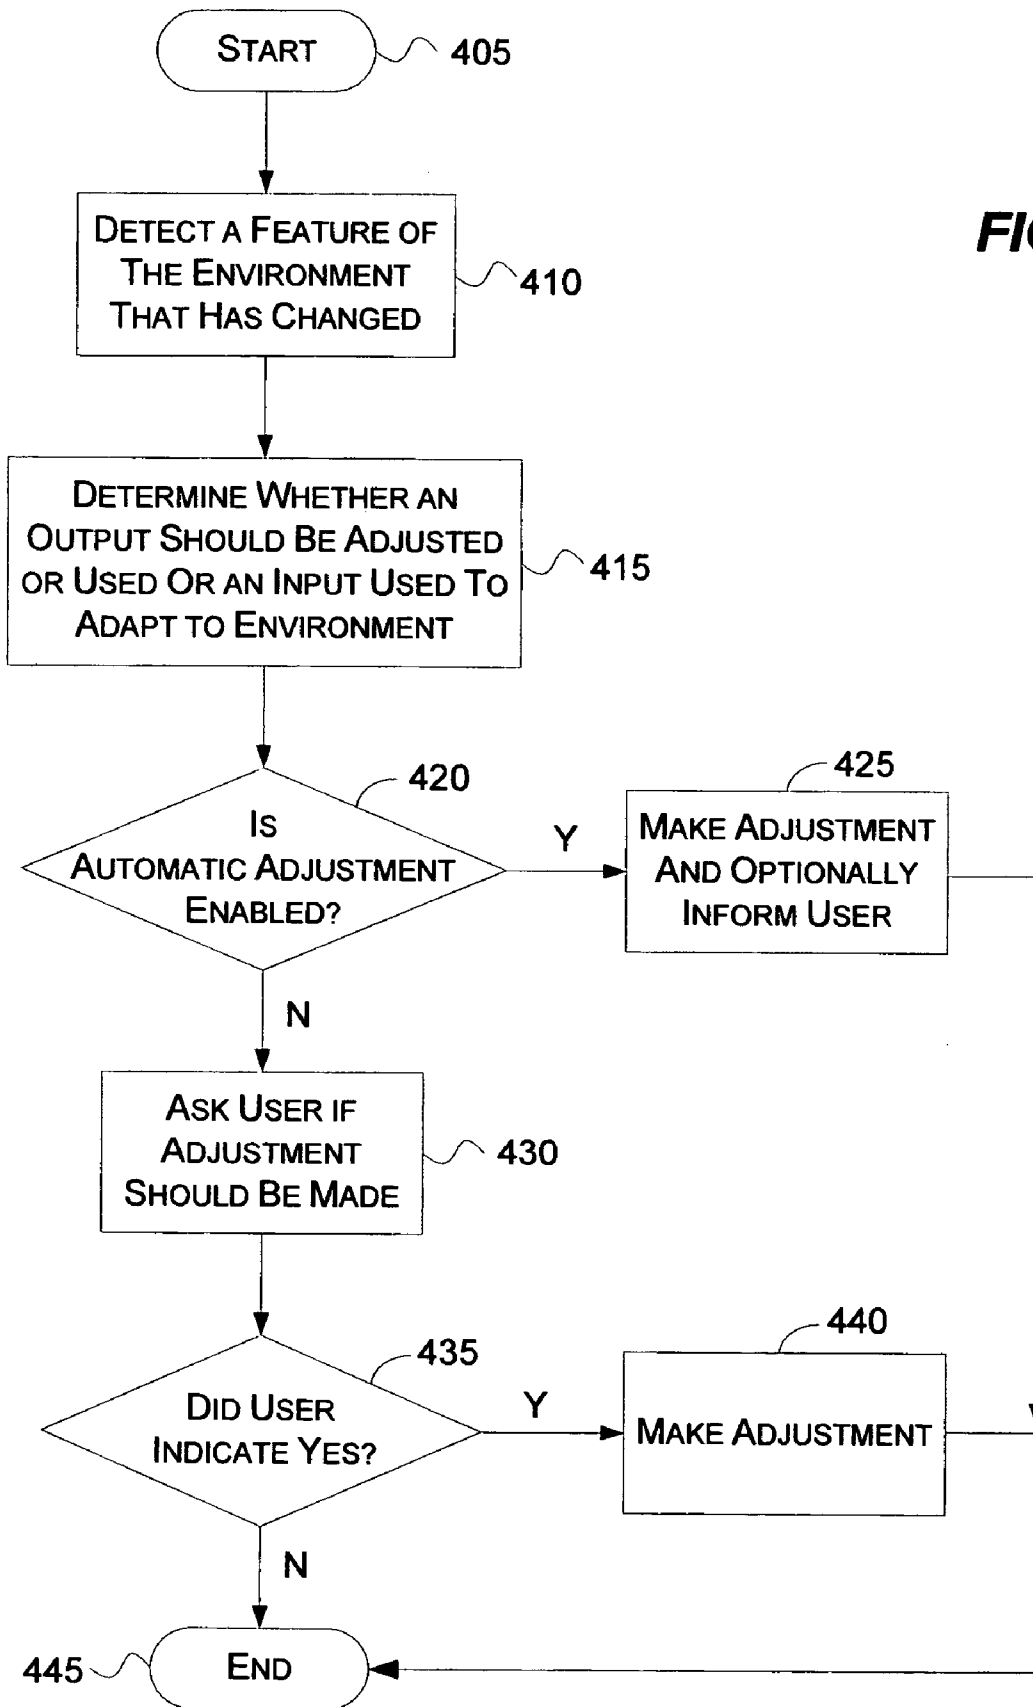 START
405
DETECT A FEATURE OF
THE ENVIRONMENT
THAT HAS CHANGED
410
FIG
DETERMINE WHETHER AN
OUTPUT SHOULD BE ADJUSTED
OR USED OR AN INPUT USED TO
ADAPT TO ENVIRONMENT
415
420
IS
AUTOMATIC ADJUSTMENT
ENABLED?
Y
425
MAKE ADJUSTMENT
AND OPTIONALLY
INFORM USER
N
ASK USER IF
ADJUSTMENT
SHOULD BE MADE
430
435
DID USER
INDICATE YES?
Y
440
MAKE ADJUSTMENT
N
445
END